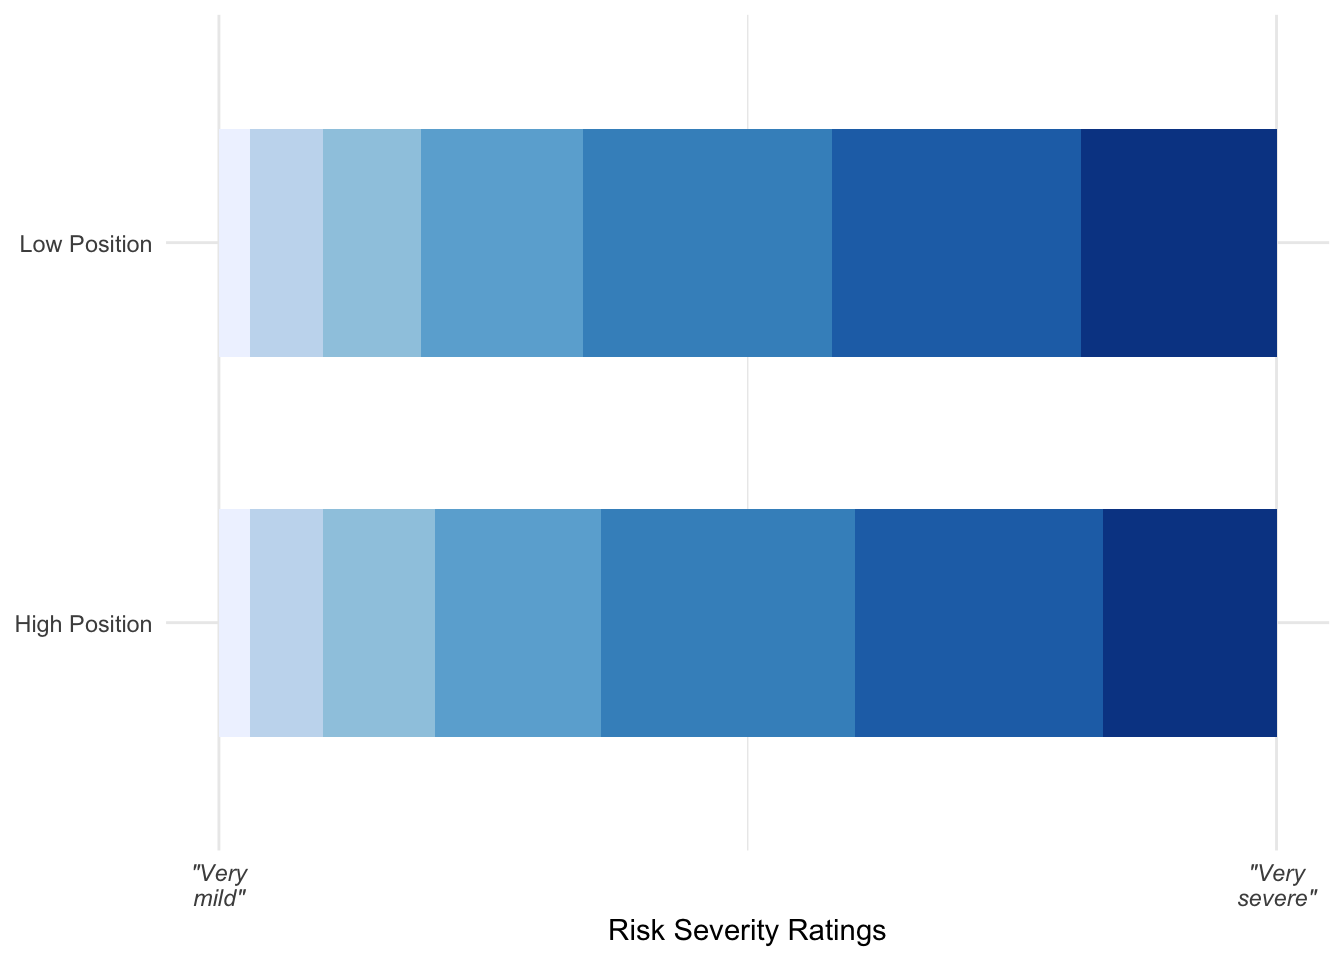 Low Position
High Position
"Very
mild"
"Very
severe"
Risk Severity Ratings